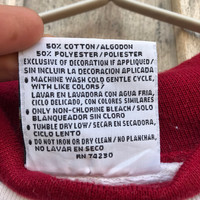 50% COTTON/ALGODON
50% POLYESTER/POLIESTER
EXCLUSIVE OF DECORATION IF APPLIQUED/
SIN INCLUIR LA DECORACION APLICADA
• MACHINE WASH COLD GENTLE CYCLE,
WITH LIKE COLORS/
LAVAR EN LAVADORA CON AGUA FRIA,
CICLO DELICADO, CON COLORES SIMILARES
• ONLY NON-CHLORINE BLEACH/ SOLO
BLANQUEADOR SIN CLORO
• TUMBLE DRY LOW/ SECAR EN SECADORA,
CICLO LENTO
• DO NOT IRON OR DRY CLEAN/ NO PLANCHAR,
NO LAVAR EN SECO
RN 74230